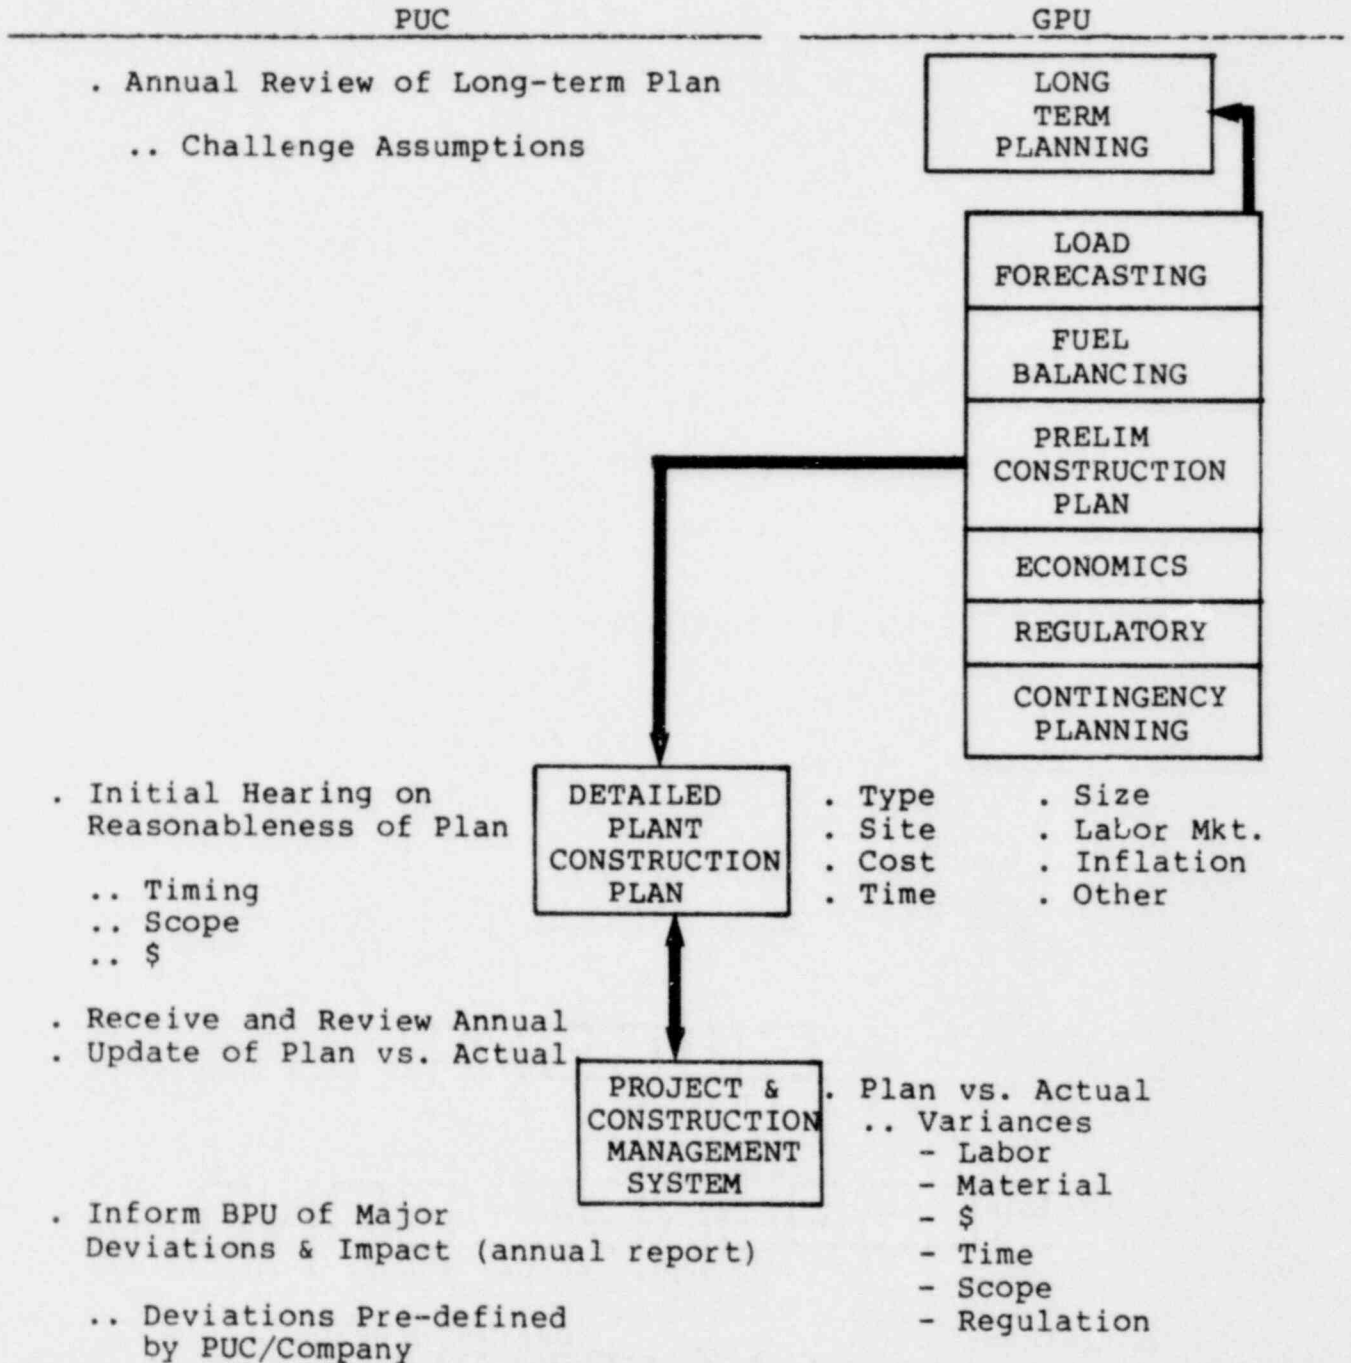 PUC
GPU
. Annual Review of Long-term Plan
.. Challenge Assumptions
LONG
TERM
PLANNING
LOAD
FORECASTING
FUEL
BALANCING
PRELIM
CONSTRUCTION
PLAN
ECONOMICS
REGULATORY
CONTINGENCY
PLANNING
. Initial Hearing on
Reasonableness of Plan
.. Timing
.. Scope
.. $
DETAILED
PLANT
CONSTRUCTION
PLAN
. Type . Size
. Site . Labor Mkt.
. Cost . Inflation
. Time . Other
. Receive and Review Annual
. Update of Plan vs. Actual
PROJECT &
CONSTRUCTION
MANAGEMENT
SYSTEM
. Plan vs. Actual
.. Variances
- Labor
- Material
- $
- Time
- Scope
- Regulation
. Inform BPU of Major
Deviations & Impact (annual report)
.. Deviations Pre-defined
by PUC/Company